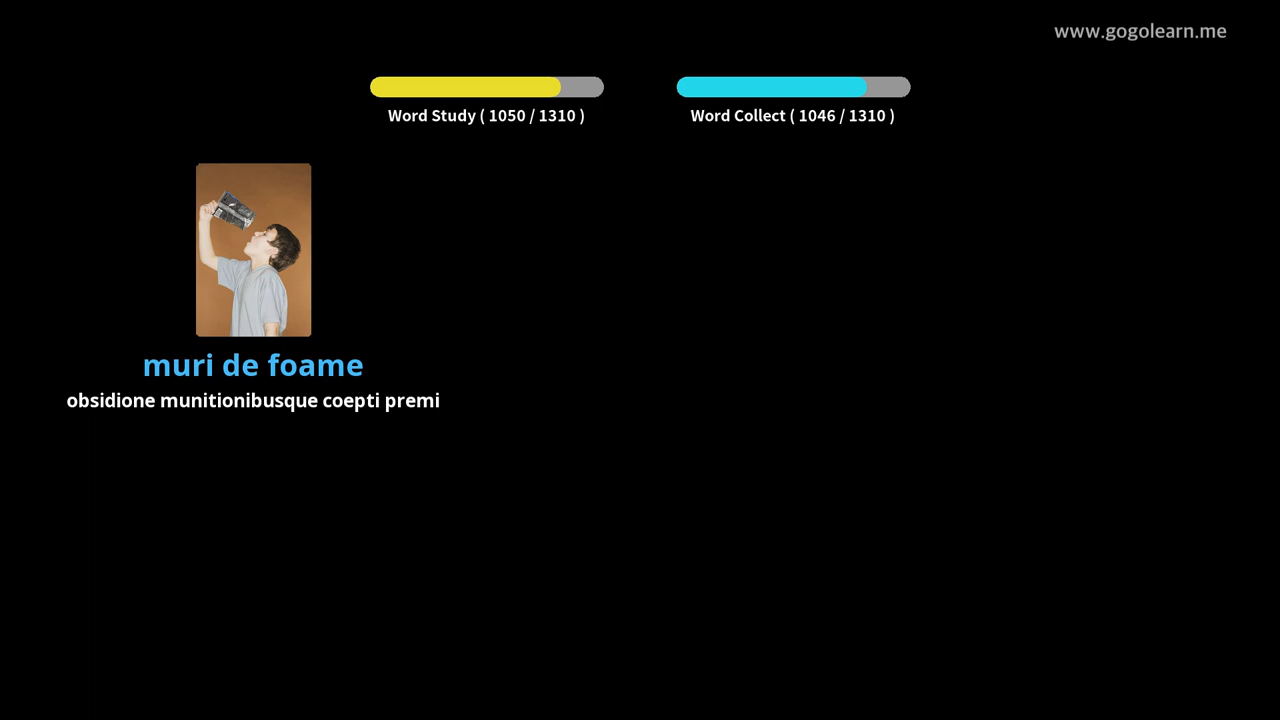 www.gogolearn.me
Word Study ( 1050 / 1310 )
Word Collect ( 1046 / 1310 )
muri de foame
obsidione munitionibusque coepti premi